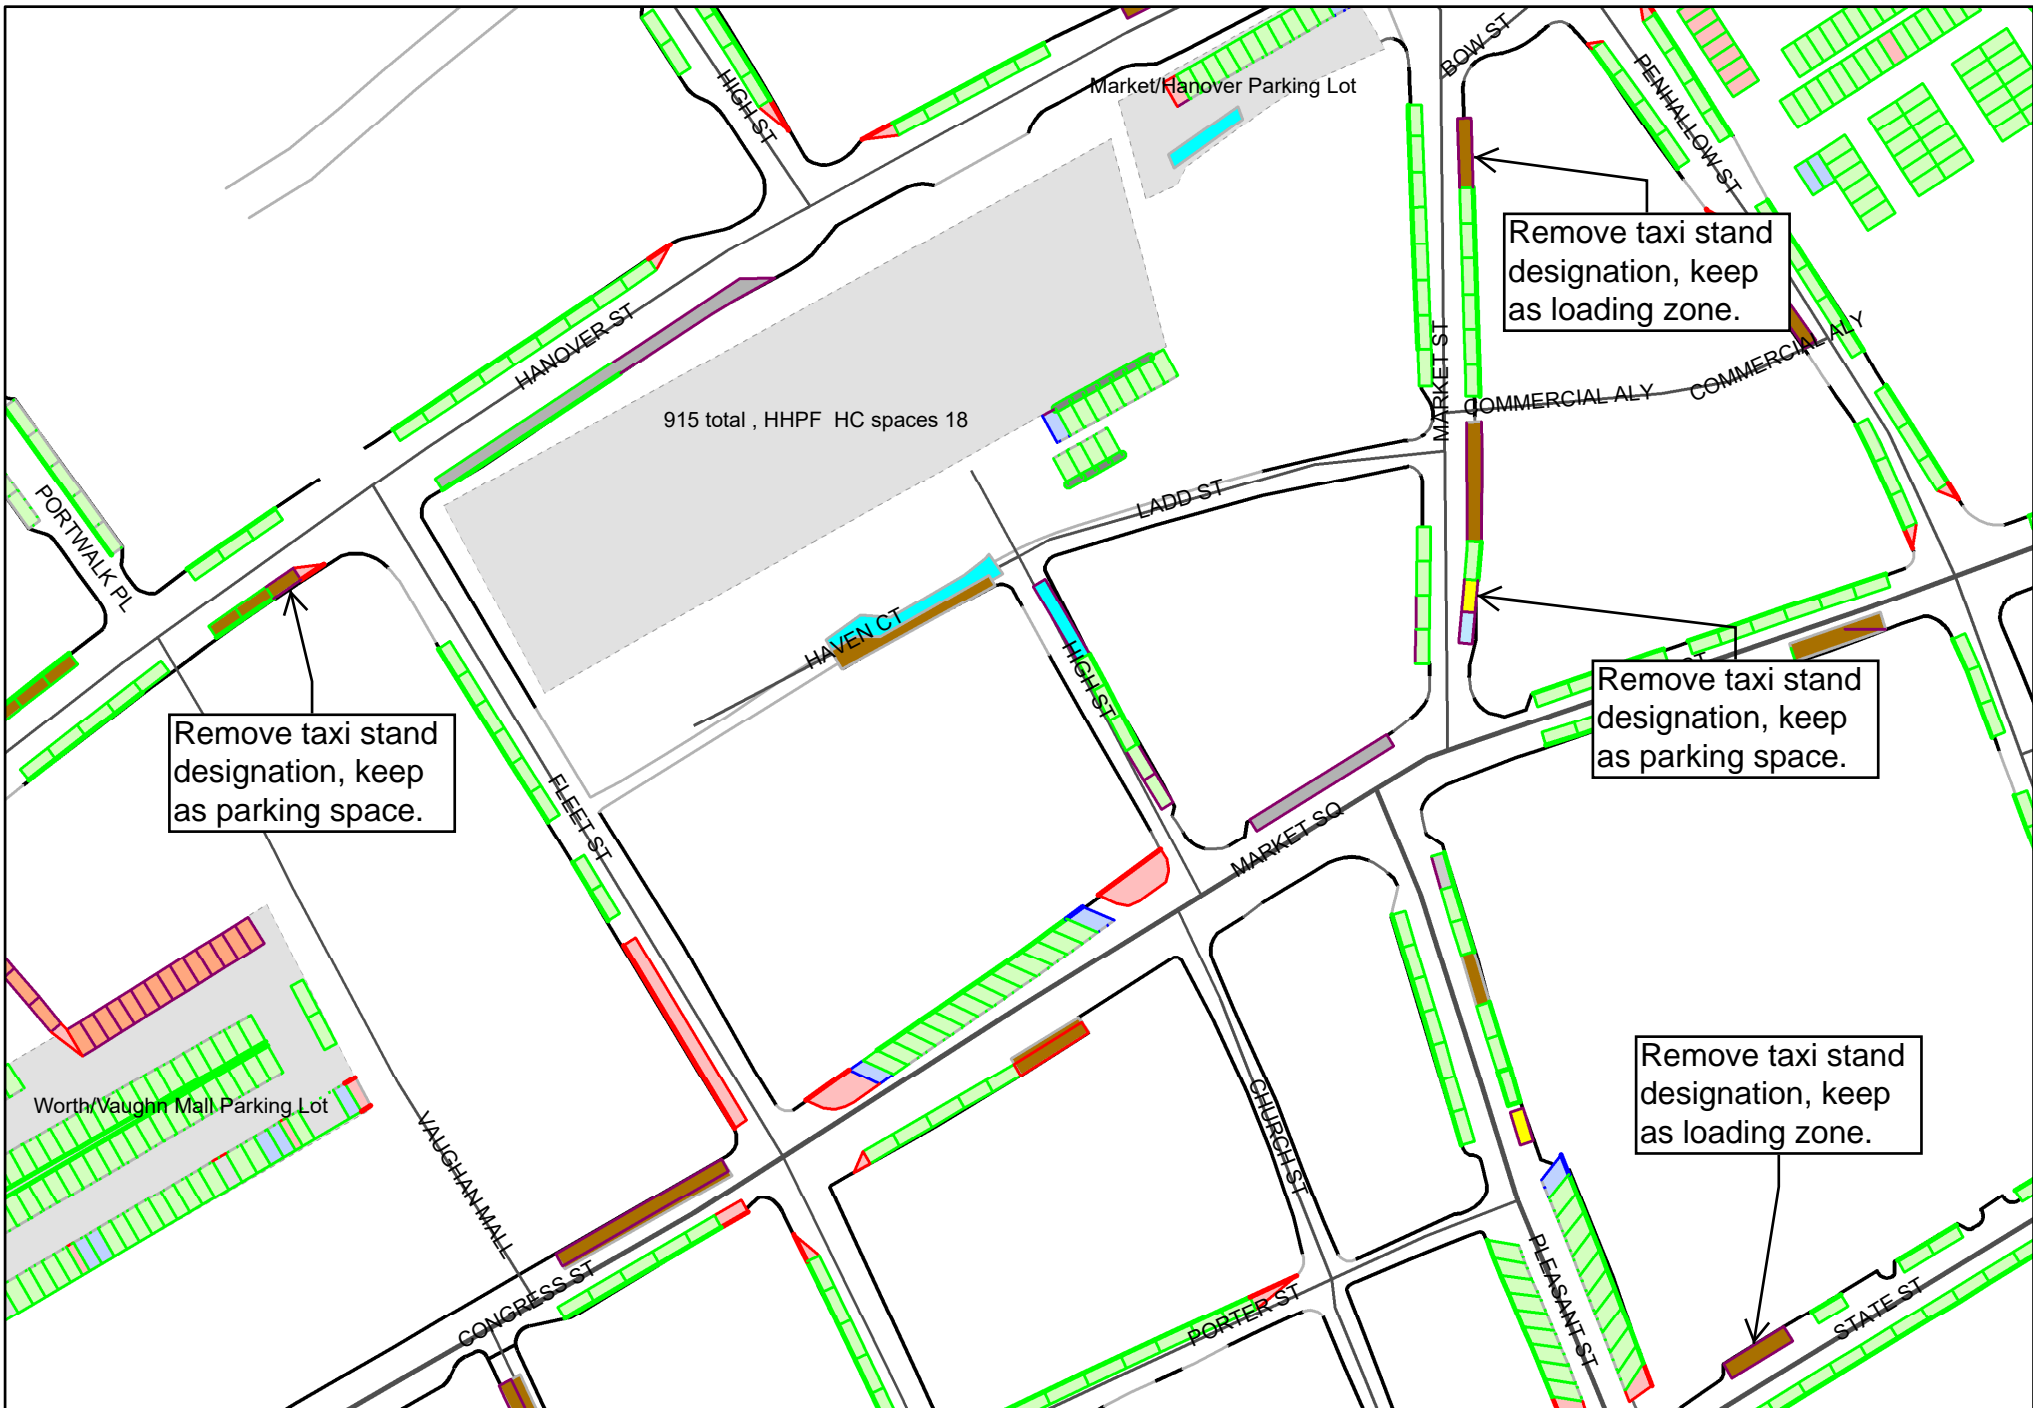 BOW ST
HIGH ST
Market/Hanover Parking Lot
PENHALLOW ST
Remove taxi stand
designation, keep
as loading zone.
HANOVER ST
MARKET ST
COMMERCIAL ALY
COMMERCIAL ALY
915 total , HHPF  HC spaces 18
LADD ST
PORTWALK PL
HAVEN CT
HIGH ST
ST
Remove taxi stand
designation, keep
as parking space.
Remove taxi stand
designation, keep
as parking space.
FLEET ST
MARKET SQ
Worth/Vaughn Mall Parking Lot
VAUGHAN MALL
CHURCH ST
Remove taxi stand
designation, keep
as loading zone.
CONGRESS ST
PORTER ST
PLEASANT ST
STATE ST